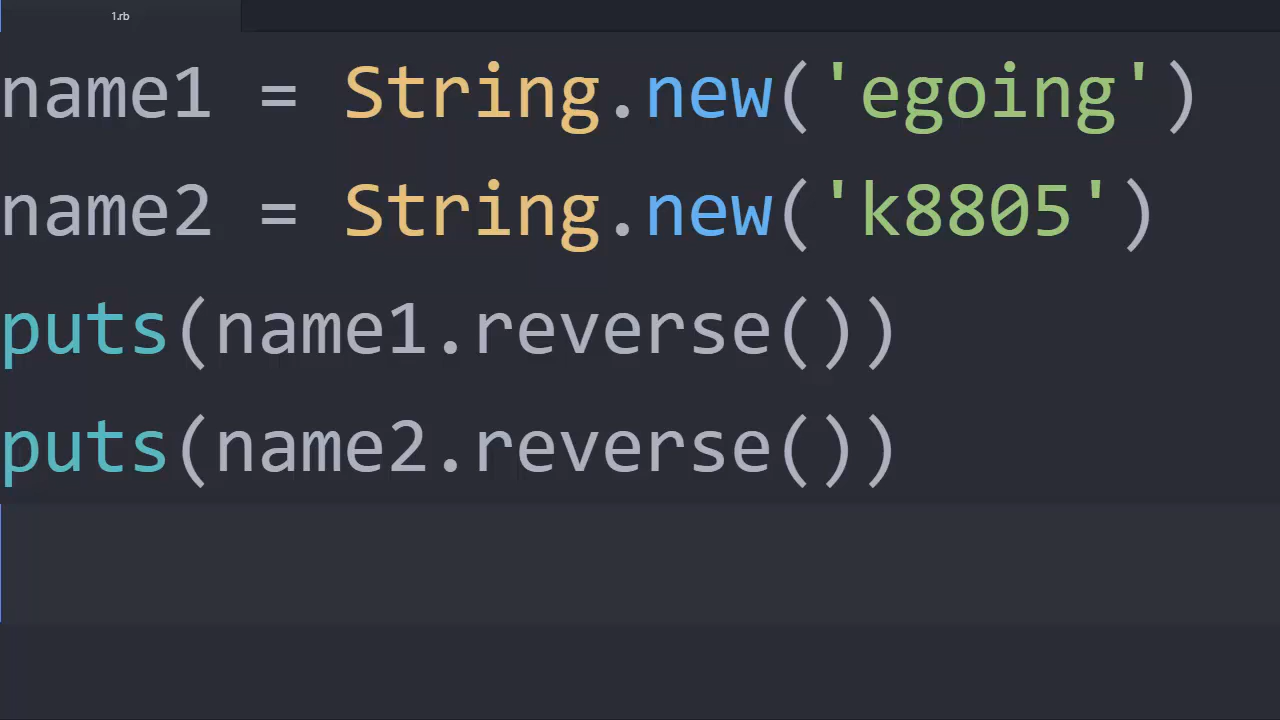 1.rb
name1 = String.new('egoing')
name2 = String.new('k8805')
puts(name1.reverse())
puts(name2.reverse())